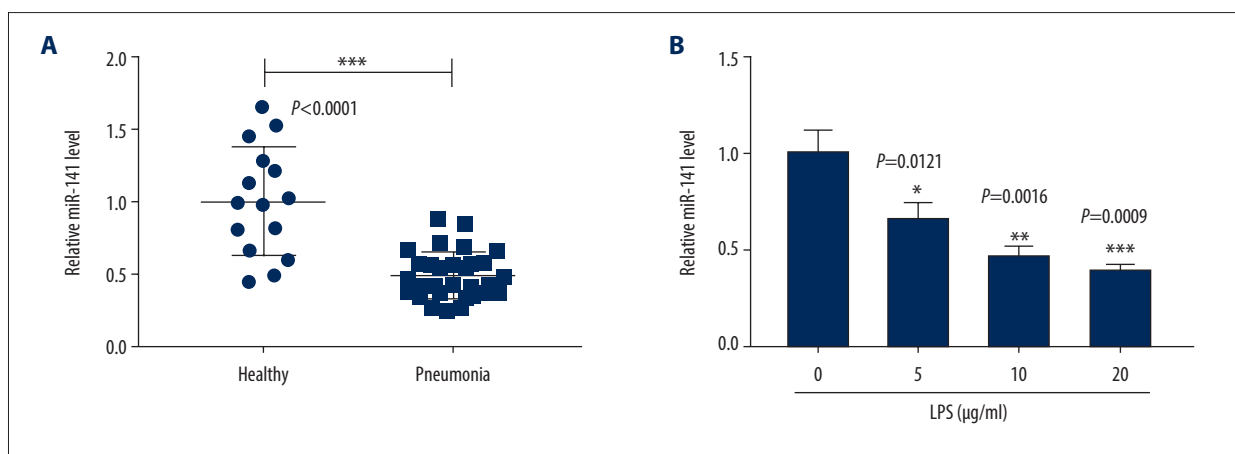 A
2.0
1.5
1.0
0.5
0.0
Relative miR-141 level
***
P<0.0001
Healthy
Pneumonia
B
1.5
1.0
0.5
0.0
Relative miR-141 level
P=0.0121
*
P=0.0016
**
P=0.0009
***
0
5
10
20
LPS (µg/ml)